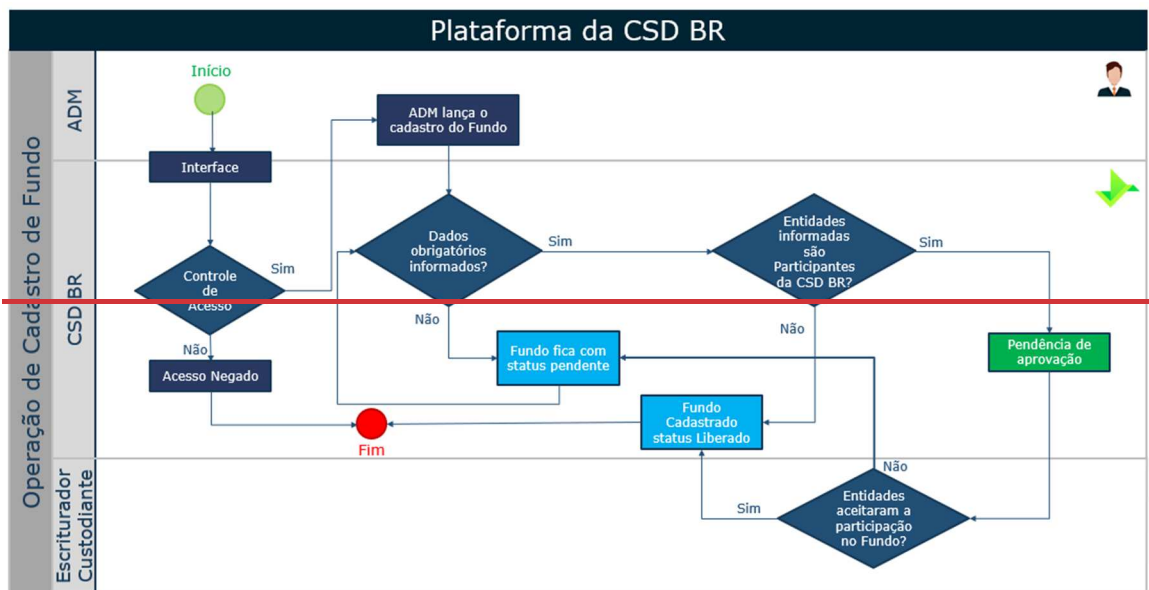 Plataforma da CSD BR
Operação de Cadastro de Fundo
ADM
CSD BR
Escriturador
Custodiante
Início
Interface
Controle
de
Acesso
Sim
Não
Acesso Negado
ADM lança o
cadastro do Fundo
Dados
obrigatórios
informados?
Sim
Não
Fundo fica com
status pendente
Entidades
informadas
são
Participantes
da CSD BR?
Sim
Não
Pendência de
aprovação
Fundo
Cadastrado
status Liberado
Fim
Entidades
aceitaram a
participação
no Fundo?
Não
Sim